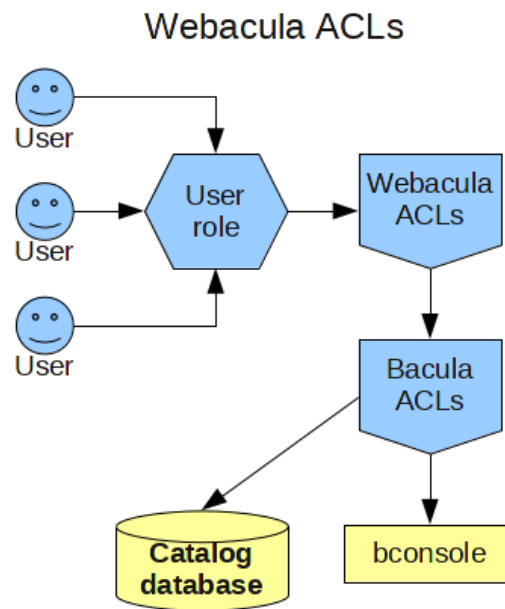 Webacula ACLs
User
User
User
User
role
Webacula
ACLs
Bacula
ACLs
Catalog
database
bconsole